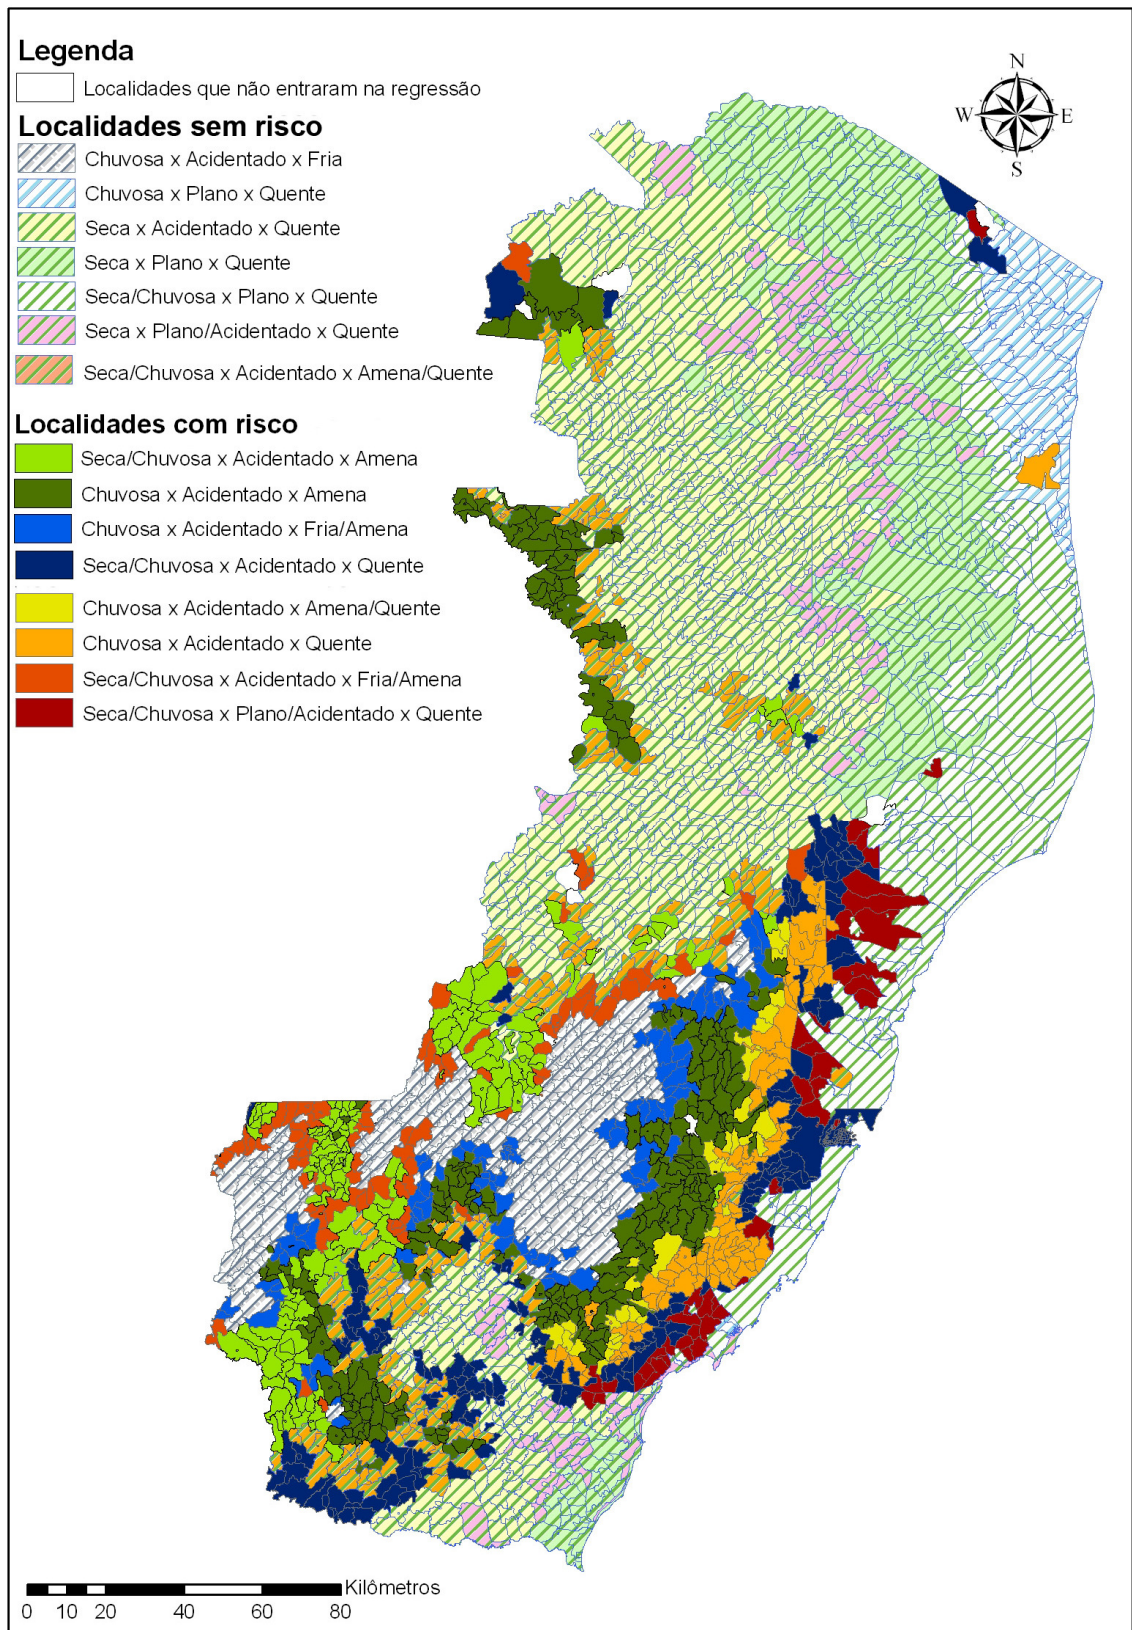 Legenda
Localidades que não entraram na regressão
Localidades sem risco
Chuvosa x Acidentado x Fria
Chuvosa x Plano x Quente
Seca x Acidentado x Quente
Seca x Plano x Quente
Seca/Chuvosa x Plano x Quente
Seca x Plano/Acidentado x Quente
Seca/Chuvosa x Acidentado x Amena/Quente
Localidades com risco
Seca/Chuvosa x Acidentado x Amena
Chuvosa x Acidentado x Amena
Chuvosa x Acidentado x Fria/Amena
Seca/Chuvosa x Acidentado x Quente
Chuvosa x Acidentado x Amena/Quente
Chuvosa x Acidentado x Quente
Seca/Chuvosa x Acidentado x Fria/Amena
Seca/Chuvosa x Plano/Acidentado x Quente
N
W E
S
Kilômetros
0 10 20 40 60 80